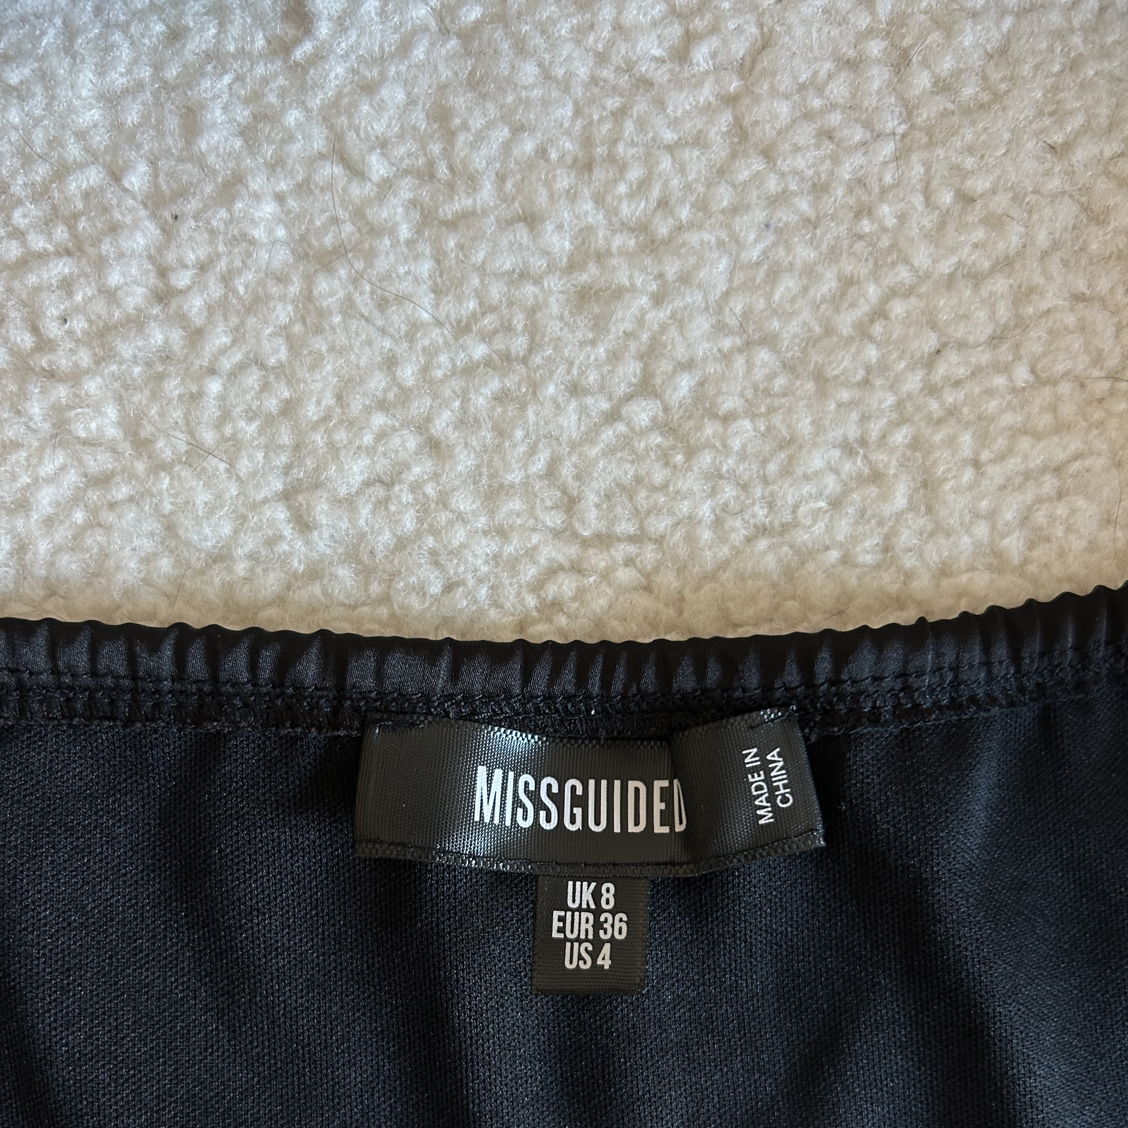 MISSGUIDED
MADE IN
CHINA
UK 8
EUR 36
US 4